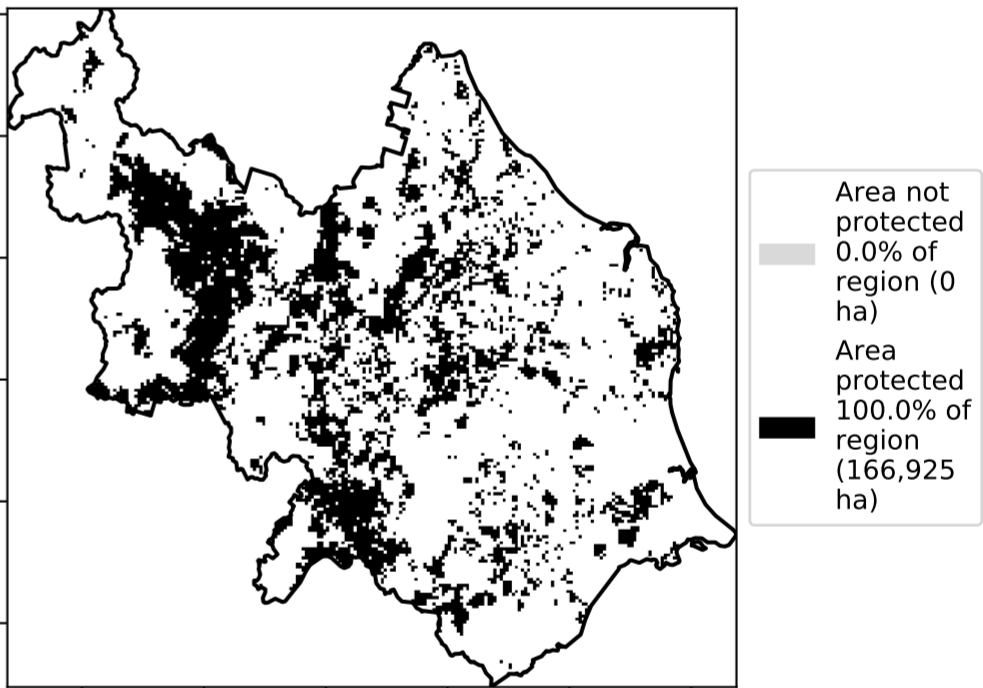 Area not
protected
0.0% of
region (0
ha)
Area
protected
100.0% of
region
(166,925
ha)